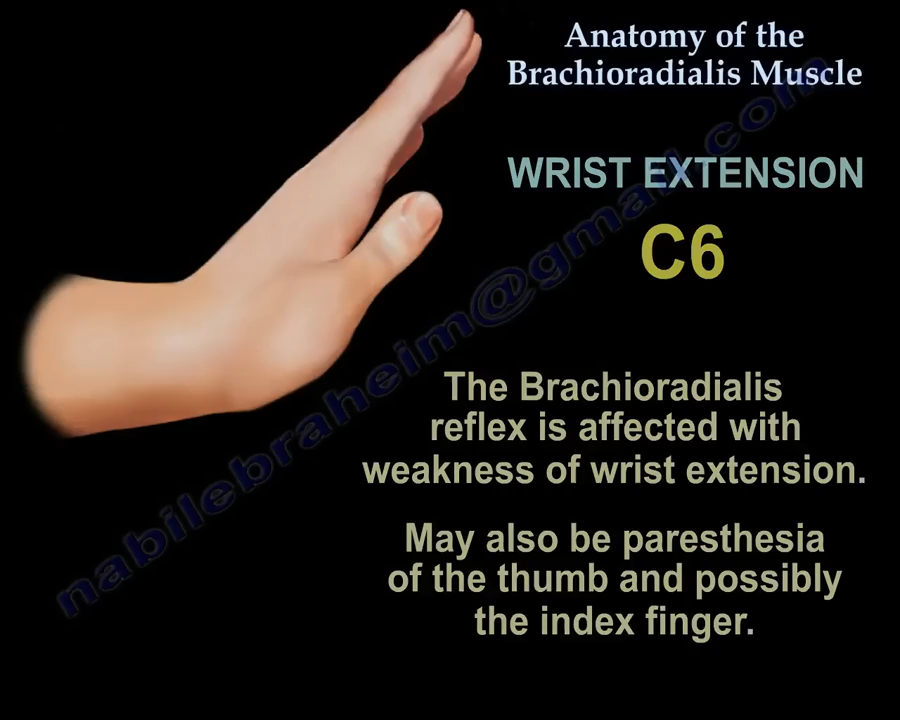 Anatomy of the
Brachioradialis Muscle
WRIST EXTENSION
C6
The Brachioradialis
reflex is affected with
weakness of wrist extension.
May also be paresthesia
of the thumb and possibly
the index finger.
nabilebraheim@gmail.com